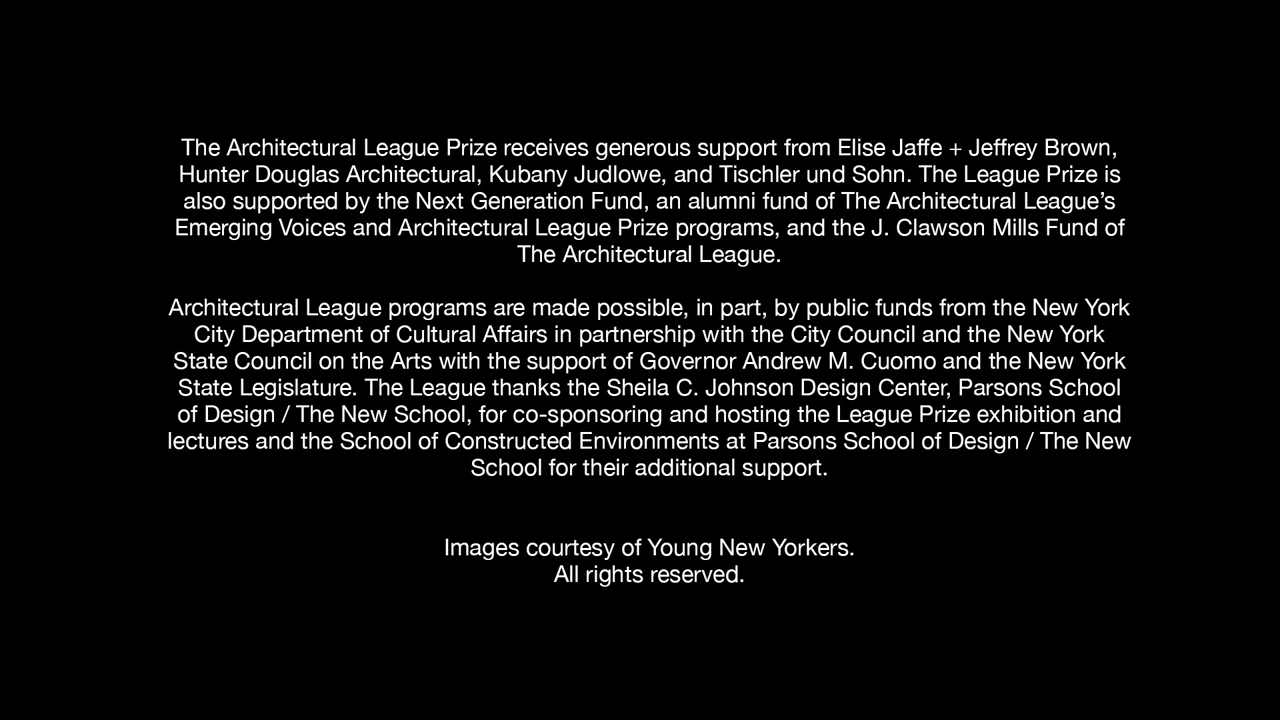 The Architectural League Prize receives generous support from Elise Jaffe + Jeffrey Brown,
Hunter Douglas Architectural, Kubany Judlowe, and Tischler und Sohn. The League Prize is
also supported by the Next Generation Fund, an alumni fund of The Architectural League’s
Emerging Voices and Architectural League Prize programs, and the J. Clawson Mills Fund of
The Architectural League.
Architectural League programs are made possible, in part, by public funds from the New York
City Department of Cultural Affairs in partnership with the City Council and the New York
State Council on the Arts with the support of Governor Andrew M. Cuomo and the New York
State Legislature. The League thanks the Sheila C. Johnson Design Center, Parsons School
of Design / The New School, for co-sponsoring and hosting the League Prize exhibition and
lectures and the School of Constructed Environments at Parsons School of Design / The New
School for their additional support.
Images courtesy of Young New Yorkers.
All rights reserved.